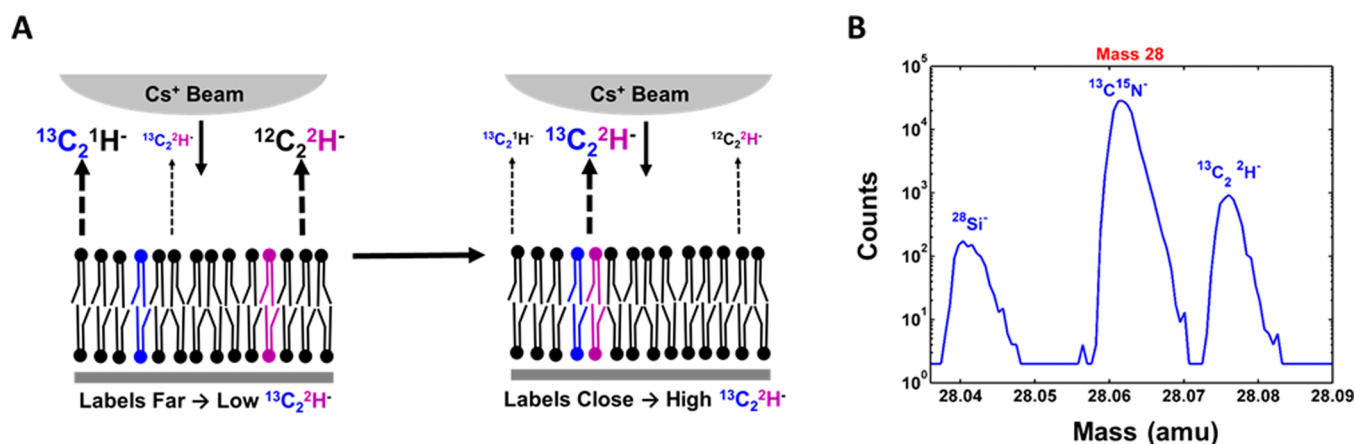 A
Cs⁺ Beam
¹³C₂¹H⁻
¹³C₂²H⁻
¹²C₂²H⁻
Labels Far → Low ¹³C₂²H⁻
Cs⁺ Beam
¹³C₂¹H⁻
¹³C₂²H⁻
¹²C₂²H⁻
Labels Close → High ¹³C₂²H⁻
B
Mass 28
Counts
10⁵
10⁴
10³
10²
10¹
10⁰
²⁸Si⁻
¹³C¹⁵N⁻
¹³C₂ ²H⁻
28.04 28.05 28.06 28.07 28.08 28.09
Mass (amu)